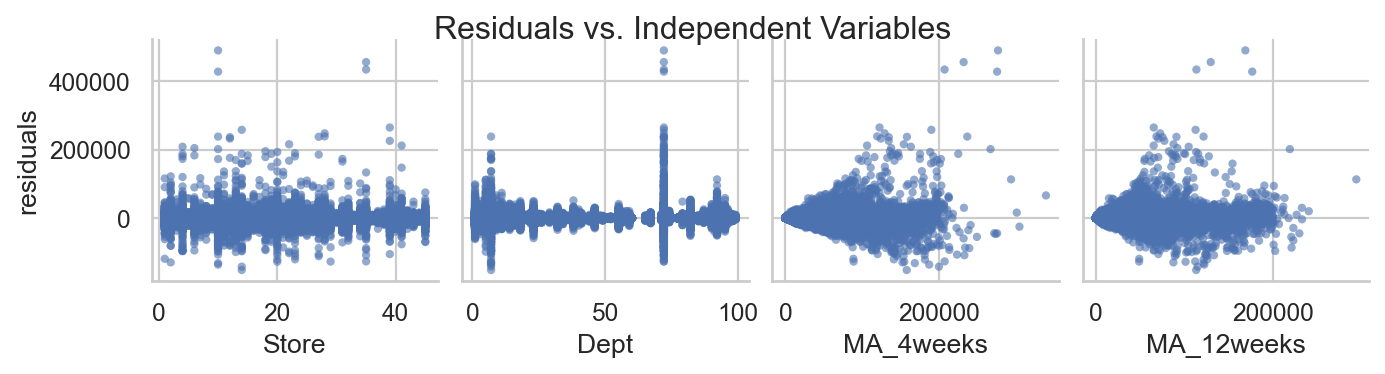 Residuals vs. Independent Variables
residuals
400000
200000
0
0 20 40
Store
0 50 100
Dept
0 200000
MA_4weeks
0 200000
MA_12weeks